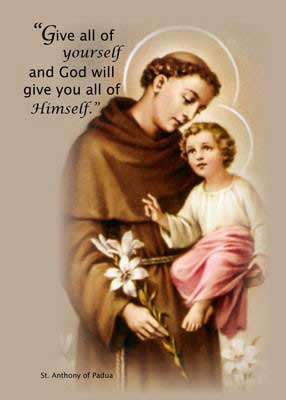 “Give all of
yourself
and God will
give you all of
Himself.”
St. Anthony of Padua